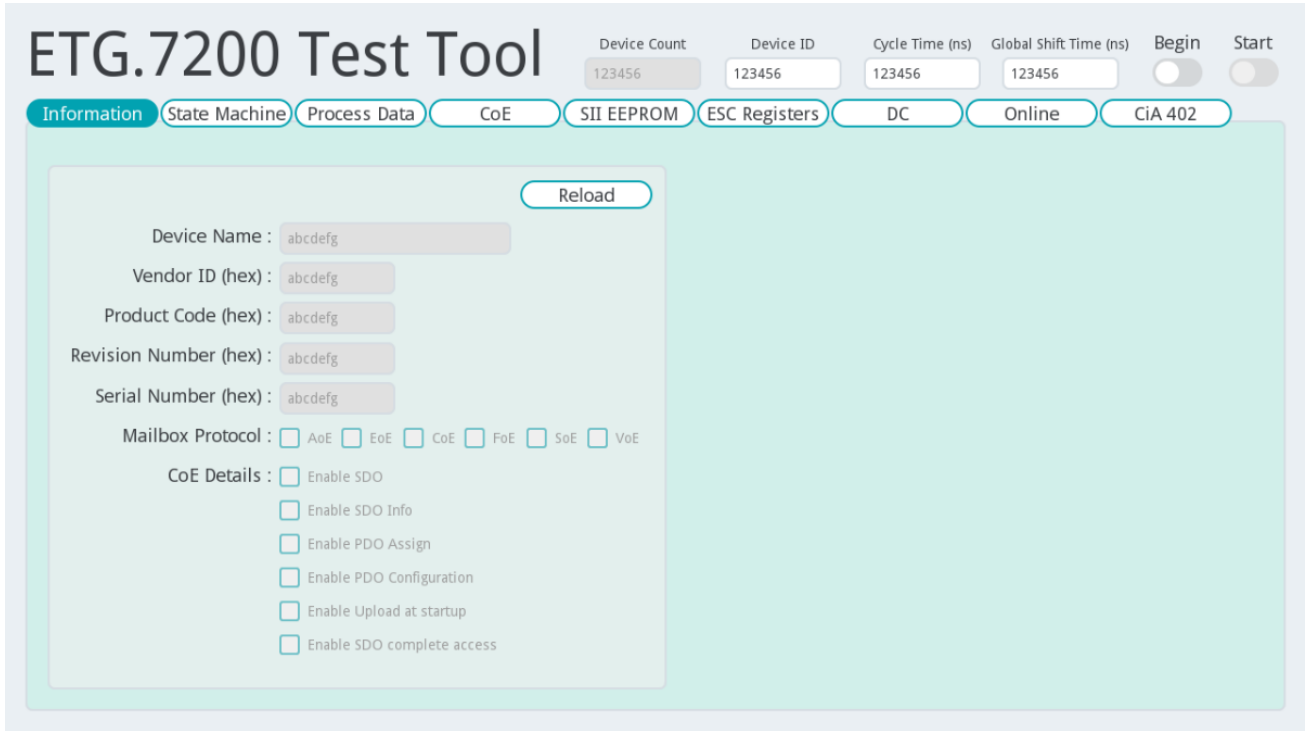 ETG.7200 Test Tool
Device Count Device ID Cycle Time (ns) Global Shift Time (ns) Begin Start
123456 123456 123456 123456
Information State Machine Process Data CoE SII EEPROM ESC Registers DC Online CiA 402
Reload
Device Name : abcdefg
Vendor ID (hex) : abcdefg
Product Code (hex) : abcdefg
Revision Number (hex) : abcdefg
Serial Number (hex) : abcdefg
Mailbox Protocol : AoE EoE CoE FoE SoE VoE
CoE Details : Enable SDO
Enable SDO Info
Enable PDO Assign
Enable PDO Configuration
Enable Upload at startup
Enable SDO complete access